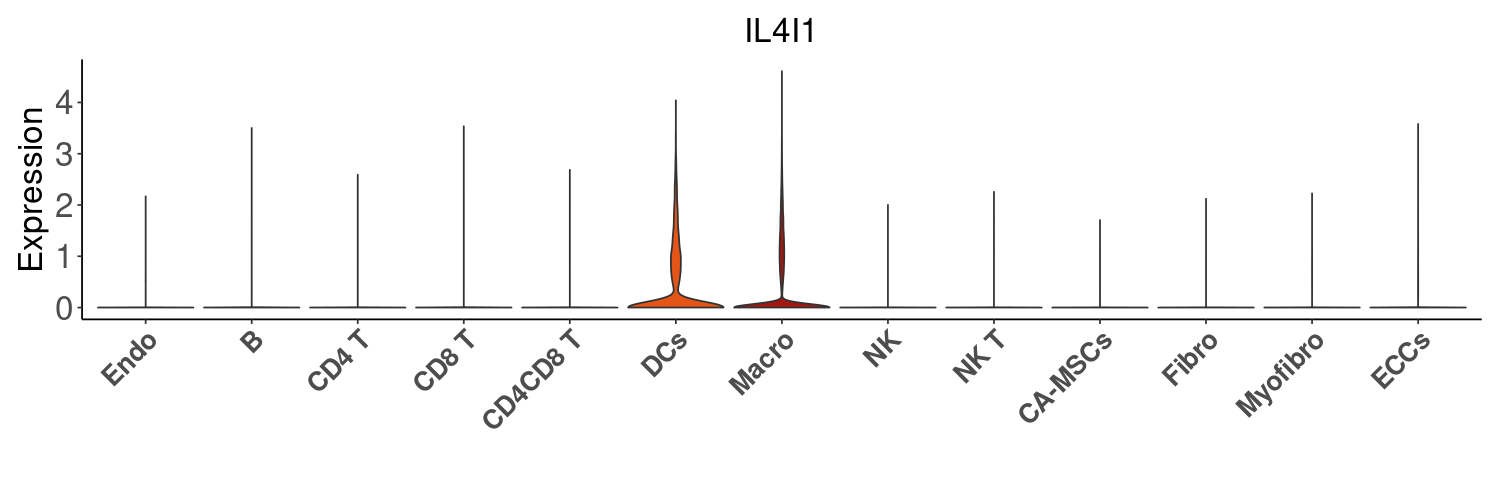 IL4I1
Expression
4
3
2
1
0
Endo
B
CD4 T
CD8 T
CD4CD8 T
DCs
Macro
NK
NK T
CA-MSCs
Fibro
Myofibro
ECCs